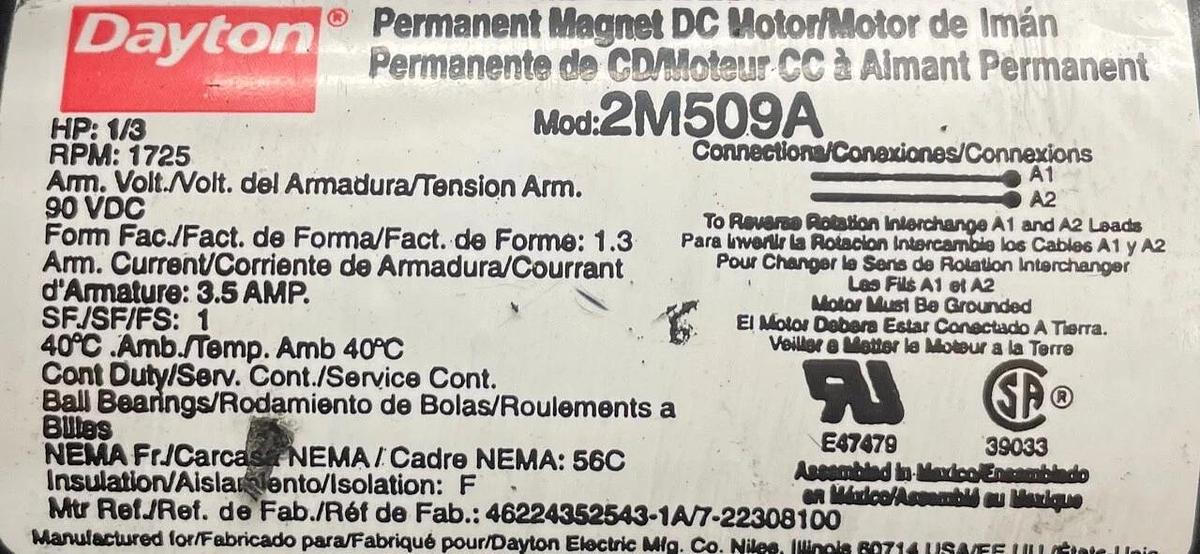 Dayton®
Permanent Magnet DC Motor/Motor de Imán
Permanente de CD/Moteur CC à Aimant Permanent
Mod:2M509A
HP: 1/3
RPM: 1725
Arm. Volt./Volt. del Armadura/Tension Arm.
90 VDC
Form Fac./Fact. de Forma/Fact. de Forme: 1.3
Arm. Current/Corriente de Armadura/Courrant
d'Armature: 3.5 AMP.
SF./SF/FS: 1
40°C .Amb./Temp. Amb 40°C
Cont Duty/Serv. Cont./Service Cont.
Ball Bearings/Rodamiento de Bolas/Roulements a
Billes
NEMA Fr./Carcasa NEMA / Cadre NEMA: 56C
Insulation/Aislamiento/Isolation: F
Mtr Ref./Ref. de Fab./Réf de Fab.: 46224352543-1A/7-22308100
Connections/Conexiones/Connexions
A1
A2
To Reverse Rotation Interchange A1 and A2 Leads
Para Invertir la Rotacion Intercambie los Cables A1 y A2
Pour Changer le Sens de Rotation Interchanger
Les Fils A1 et A2
Motor Must Be Grounded
El Motor Debera Estar Conectado A Tierra.
Veiller a Metter le Moteur a la Terre
RU
SA®
E47479
39033
Assembled in Mexico/Ensamblado
en México/Assemblé au Mexique
Manufactured for/Fabricado para/Fabriqué pour/Dayton Electric Mfg. Co. Niles, Illinois 60714 USA/EE.UU./États-Unis